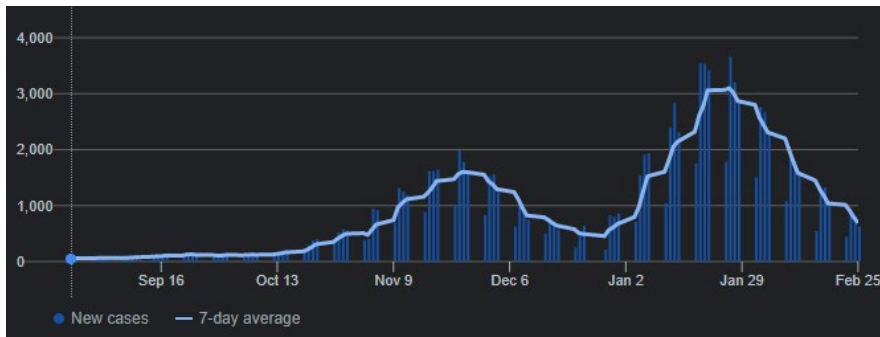 4,000
3,000
2,000
1,000
0
Sep 16 Oct 13 Nov 9 Dec 6 Jan 2 Jan 29 Feb 25
New cases 7-day average